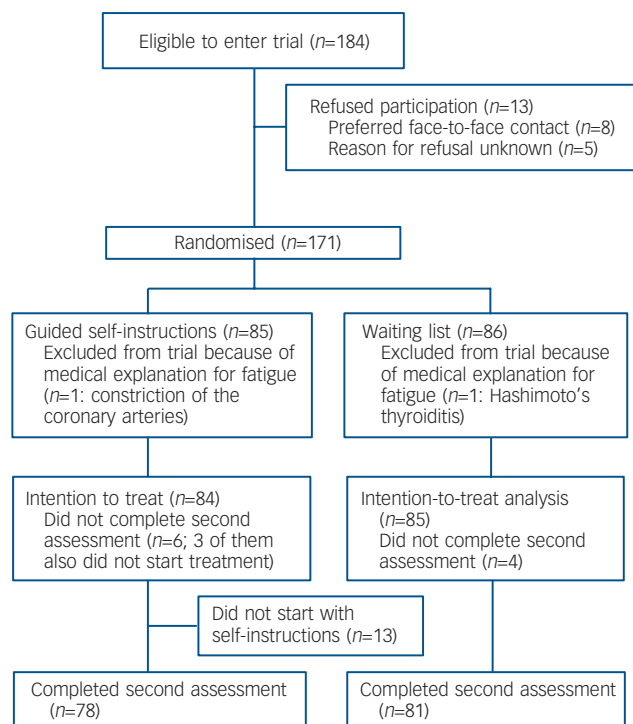 Eligible to enter trial (n=184)
Refused participation (n=13)
Preferred face-to-face contact (n=8)
Reason for refusal unknown (n=5)
Randomised (n=171)
Guided self-instructions (n=85)
Excluded from trial because of
medical explanation for fatigue
(n=1: constriction of the
coronary arteries)
Waiting list (n=86)
Excluded from trial because
of medical explanation for
fatigue (n=1: Hashimoto's
thyroiditis)
Intention to treat (n=84)
Did not complete second
assessment (n=6; 3 of them
also did not start treatment)
Intention-to-treat analysis
(n=85)
Did not complete second
assessment (n=4)
Did not start with
self-instructions (n=13)
Completed second assessment
(n=78)
Completed second assessment
(n=81)